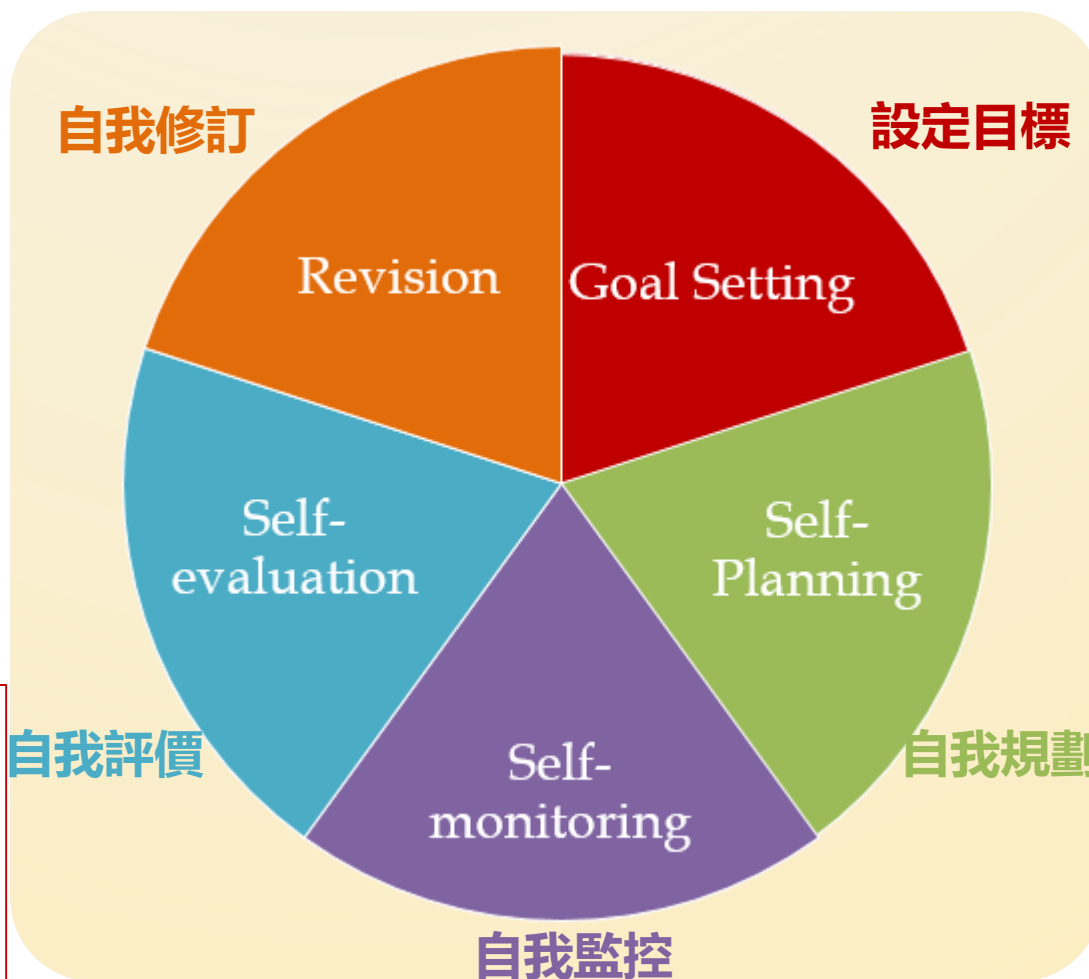 自我修訂
設定目標
Revision
Goal Setting
Self-
evaluation
Self-
Planning
自我評價
自我規劃
Self-
monitoring
自我監控